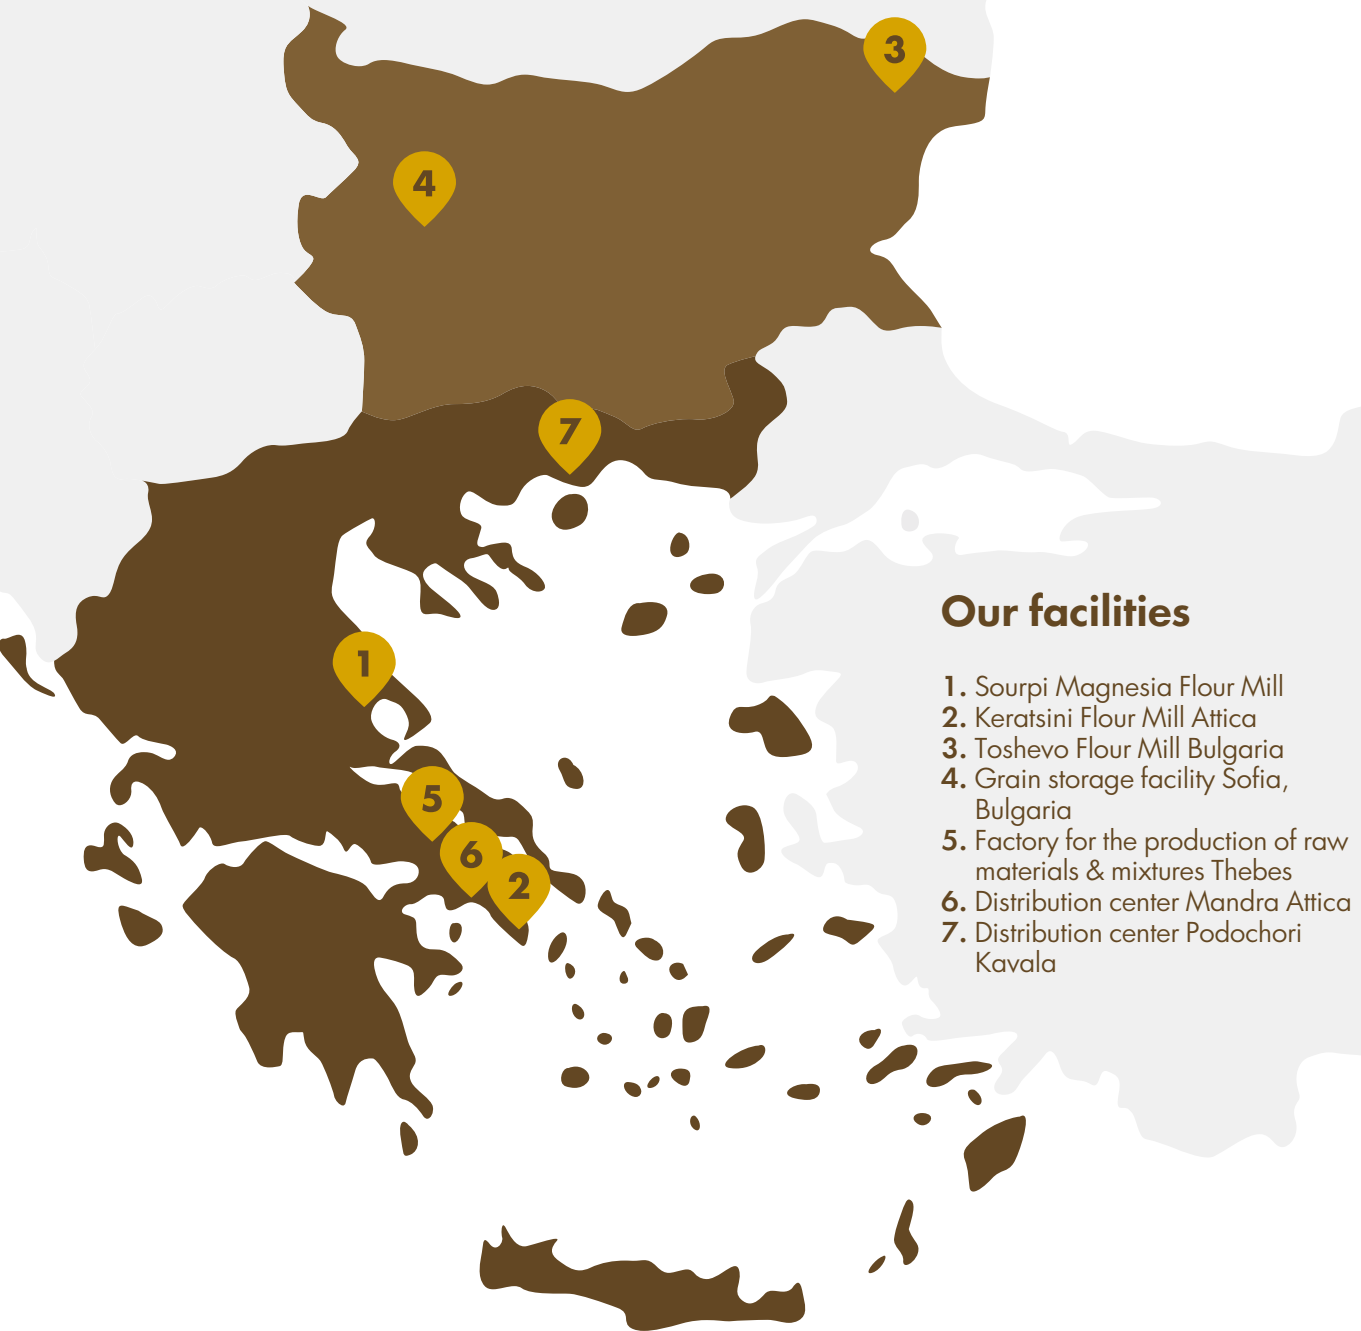 3
4
7
1
5
6
2
Our facilities
1. Sourpi Magnesia Flour Mill
2. Keratsini Flour Mill Attica
3. Toshevo Flour Mill Bulgaria
4. Grain storage facility Sofia,
Bulgaria
5. Factory for the production of raw
materials & mixtures Thebes
6. Distribution center Mandra Attica
7. Distribution center Podochori
Kavala